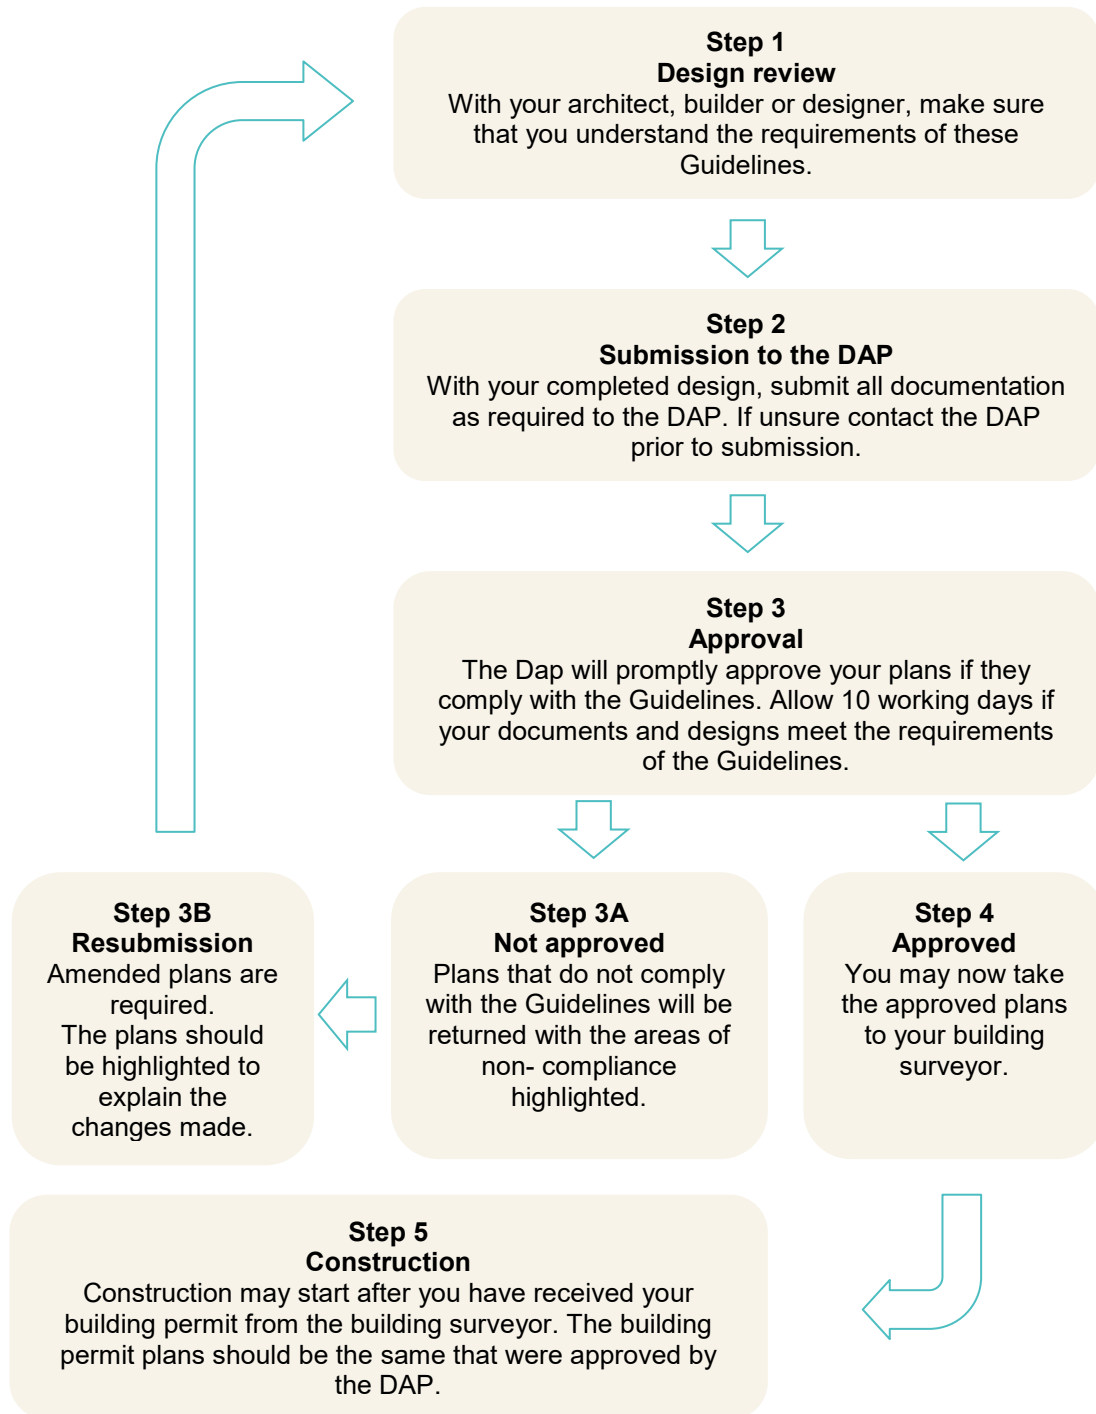 Step 1
Design review
With your architect, builder or designer, make sure
that you understand the requirements of these
Guidelines.
Step 2
Submission to the DAP
With your completed design, submit all documentation
as required to the DAP. If unsure contact the DAP
prior to submission.
Step 3
Approval
The Dap will promptly approve your plans if they
comply with the Guidelines. Allow 10 working days if
your documents and designs meet the requirements
of the Guidelines.
Step 3B
Resubmission
Amended plans are
required.
The plans should
be highlighted to
explain the
changes made.
Step 3A
Not approved
Plans that do not comply
with the Guidelines will be
returned with the areas of
non- compliance
highlighted.
Step 4
Approved
You may now take
the approved plans
to your building
surveyor.
Step 5
Construction
Construction may start after you have received your
building permit from the building surveyor. The building
permit plans should be the same that were approved by
the DAP.